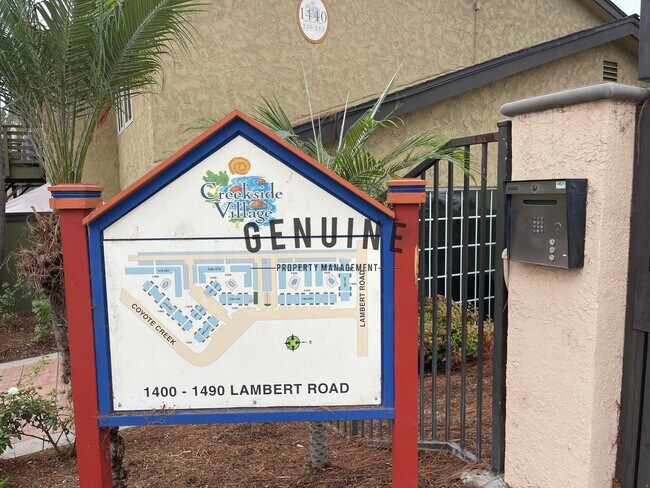 1440
Creekside
Village
GENUINE
PROPERTY MANAGEMENT
COYOTE CREEK
LAMBERT ROAD
1400 - 1490 LAMBERT ROAD